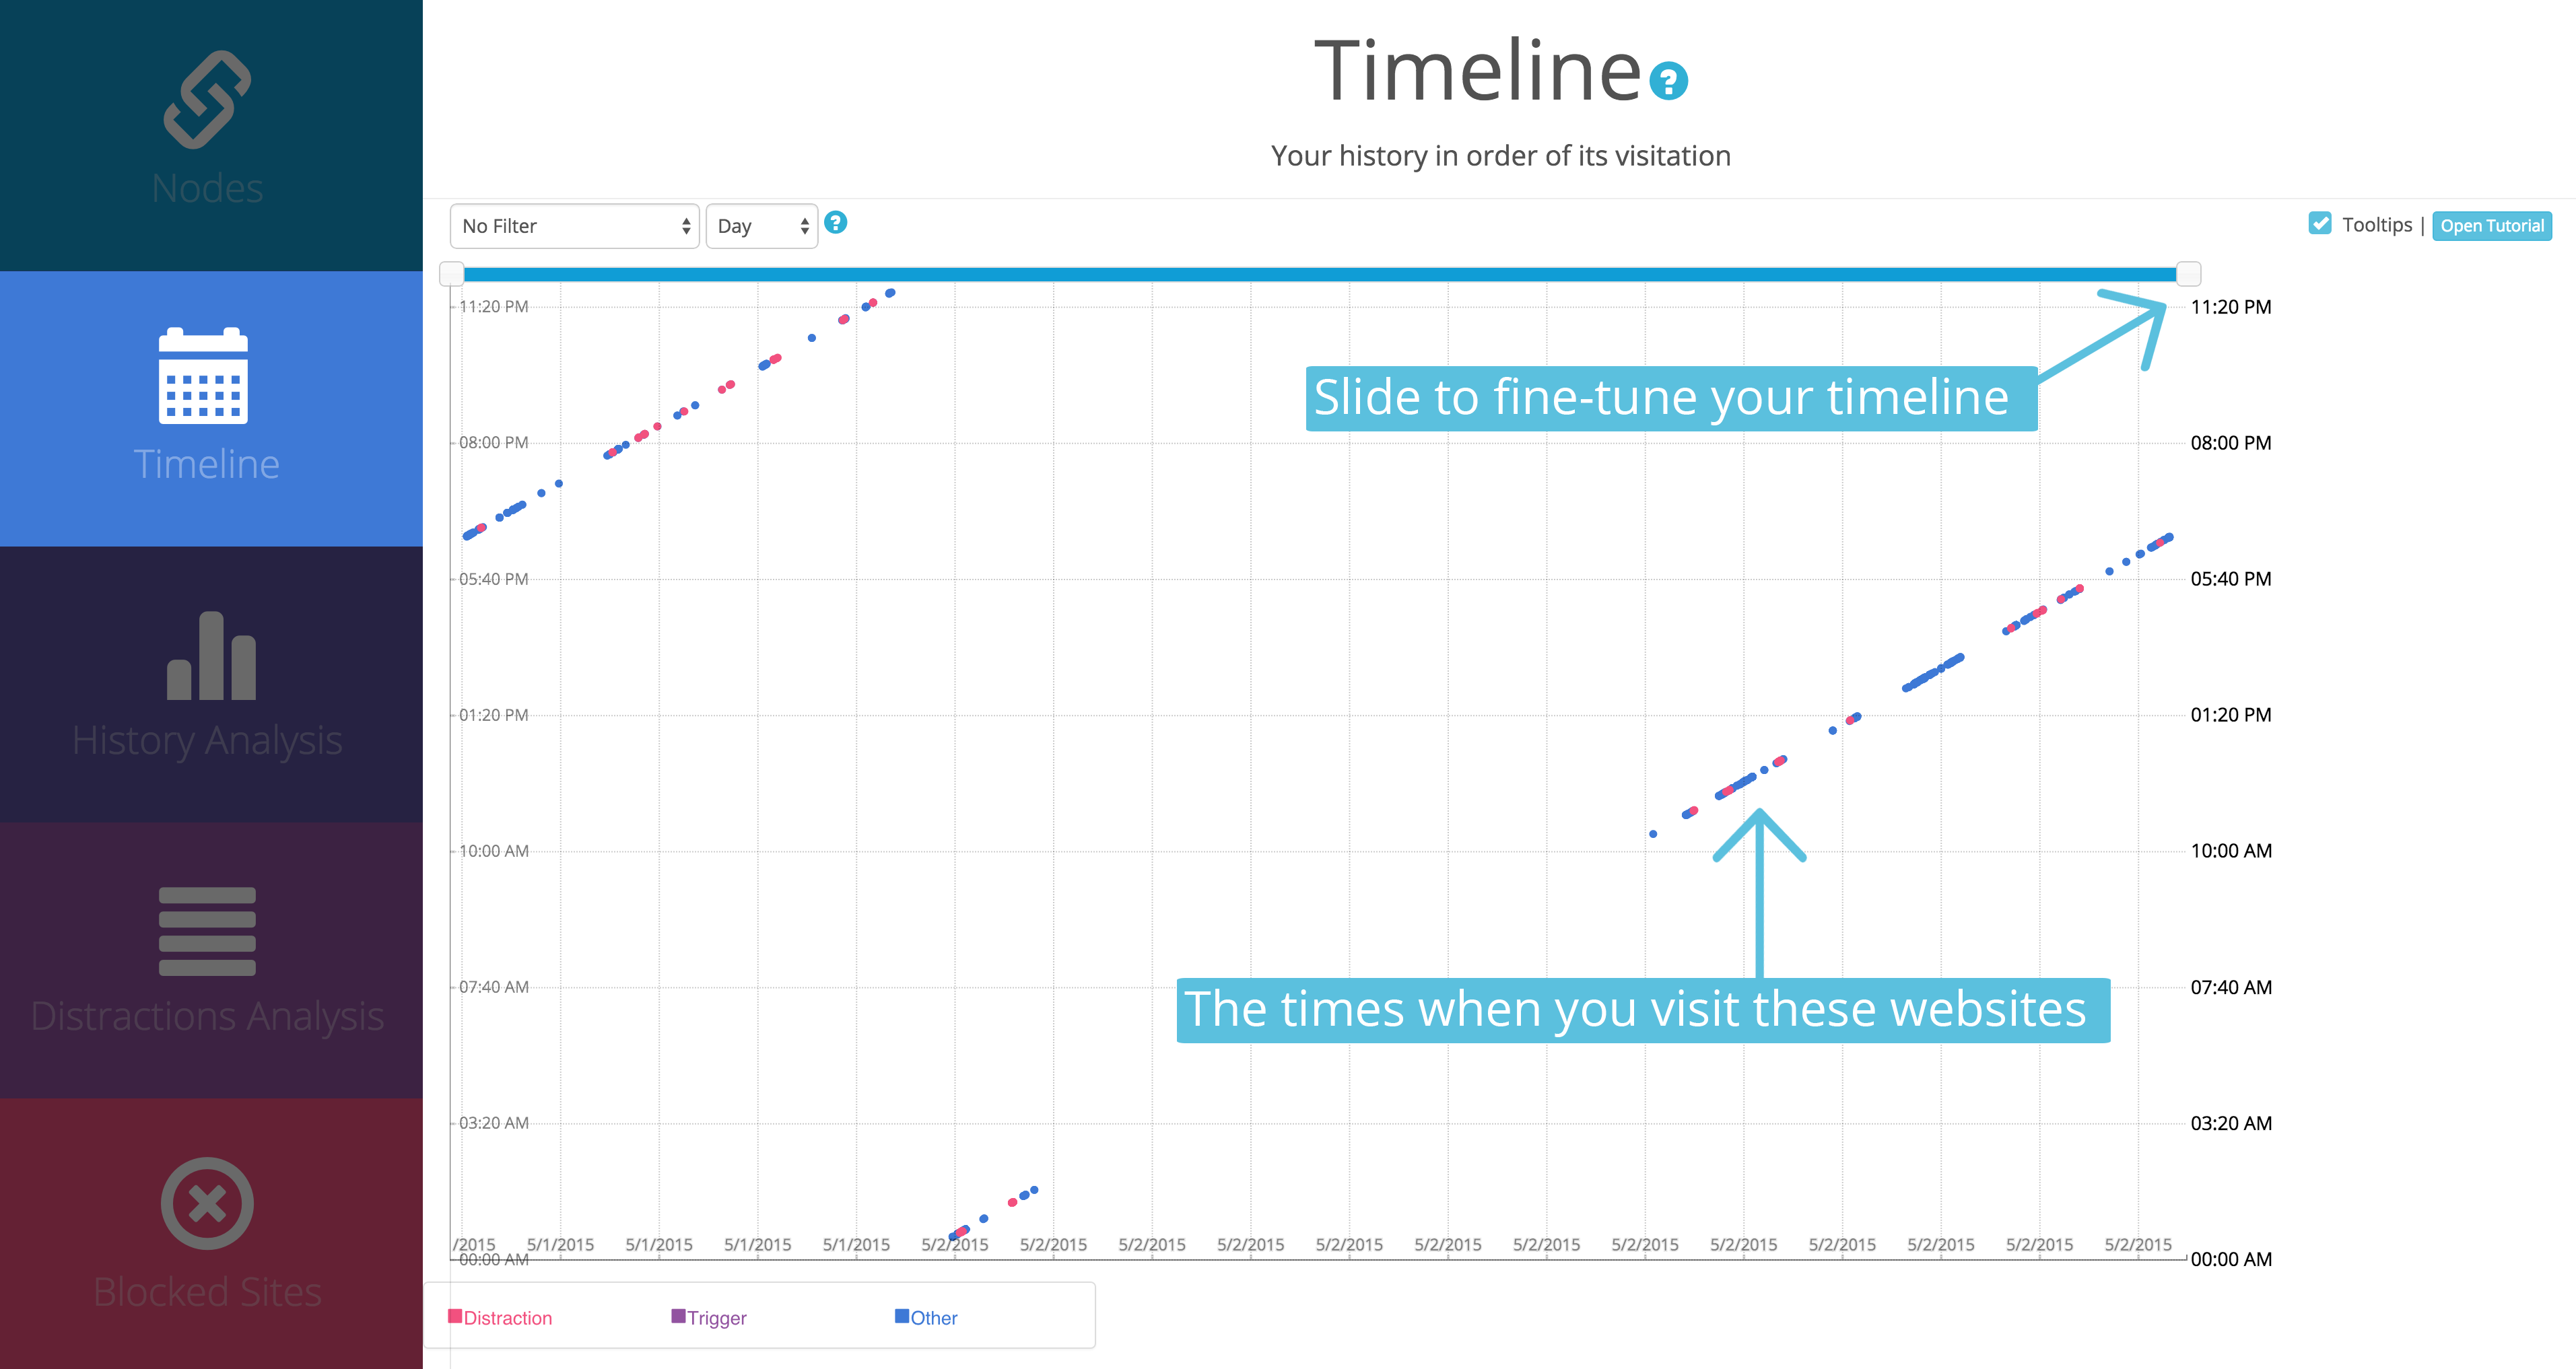 Nodes
Timeline
History Analysis
Distractions Analysis
Blocked Sites
Timeline ?
Your history in order of its visitation
No Filter Day ? Tooltips | Open Tutorial
11:20 PM 11:20 PM
Slide to fine-tune your timeline
08:00 PM 08:00 PM
05:40 PM 05:40 PM
01:20 PM 01:20 PM
10:00 AM 10:00 AM
07:40 AM 07:40 AM
The times when you visit these websites
03:20 AM 03:20 AM
/2015 5/1/2015 5/1/2015 5/1/2015 5/1/2015 5/2/2015 5/2/2015 5/2/2015 5/2/2015 5/2/2015 5/2/2015 5/2/2015 5/2/2015 5/2/2015 5/2/2015 5/2/2015 5/2/2015 5/2/2015
00:00 AM 00:00 AM
Distraction Trigger Other